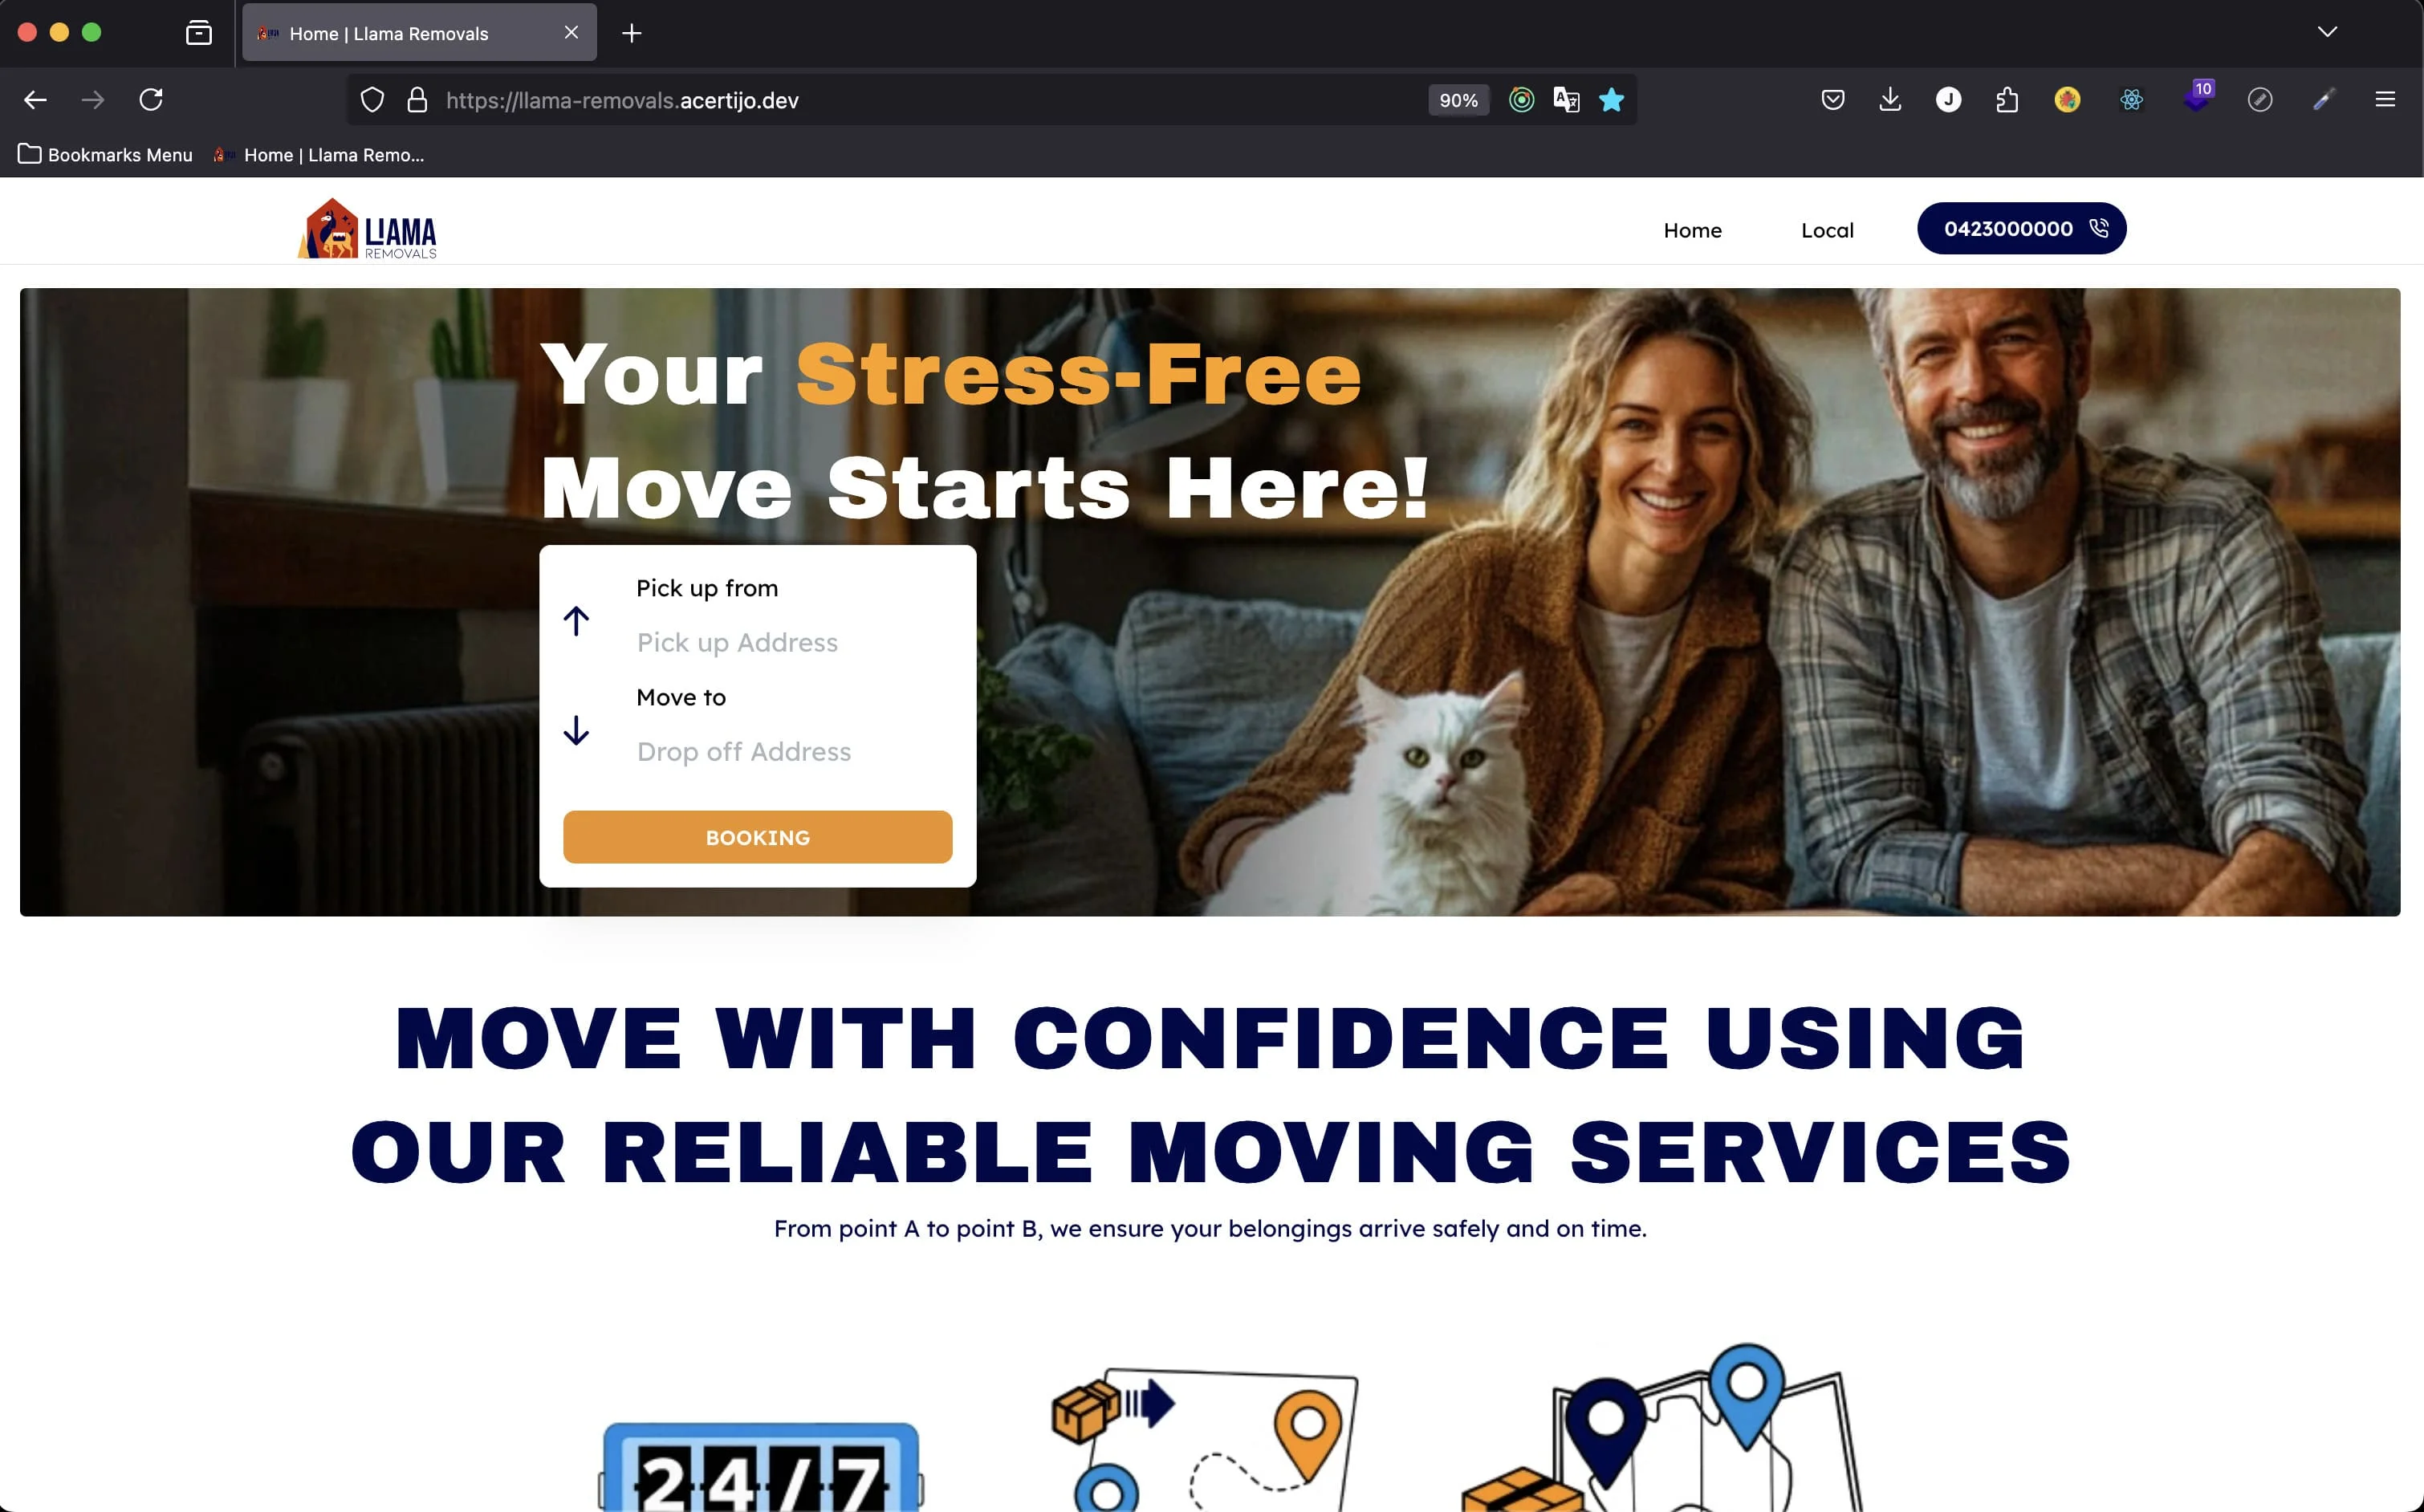 Home | Llama Removals
https://llama-removals.acertijo.dev
90%
J
10
Bookmarks Menu
Home | Llama Remo...
LLAMA
REMOVALS
Home
Local
0423000000
Your Stress-Free
Move Starts Here!
Pick up from
Pick up Address
Move to
Drop off Address
BOOKING
MOVE WITH CONFIDENCE USING
OUR RELIABLE MOVING SERVICES
From point A to point B, we ensure your belongings arrive safely and on time.
24/7